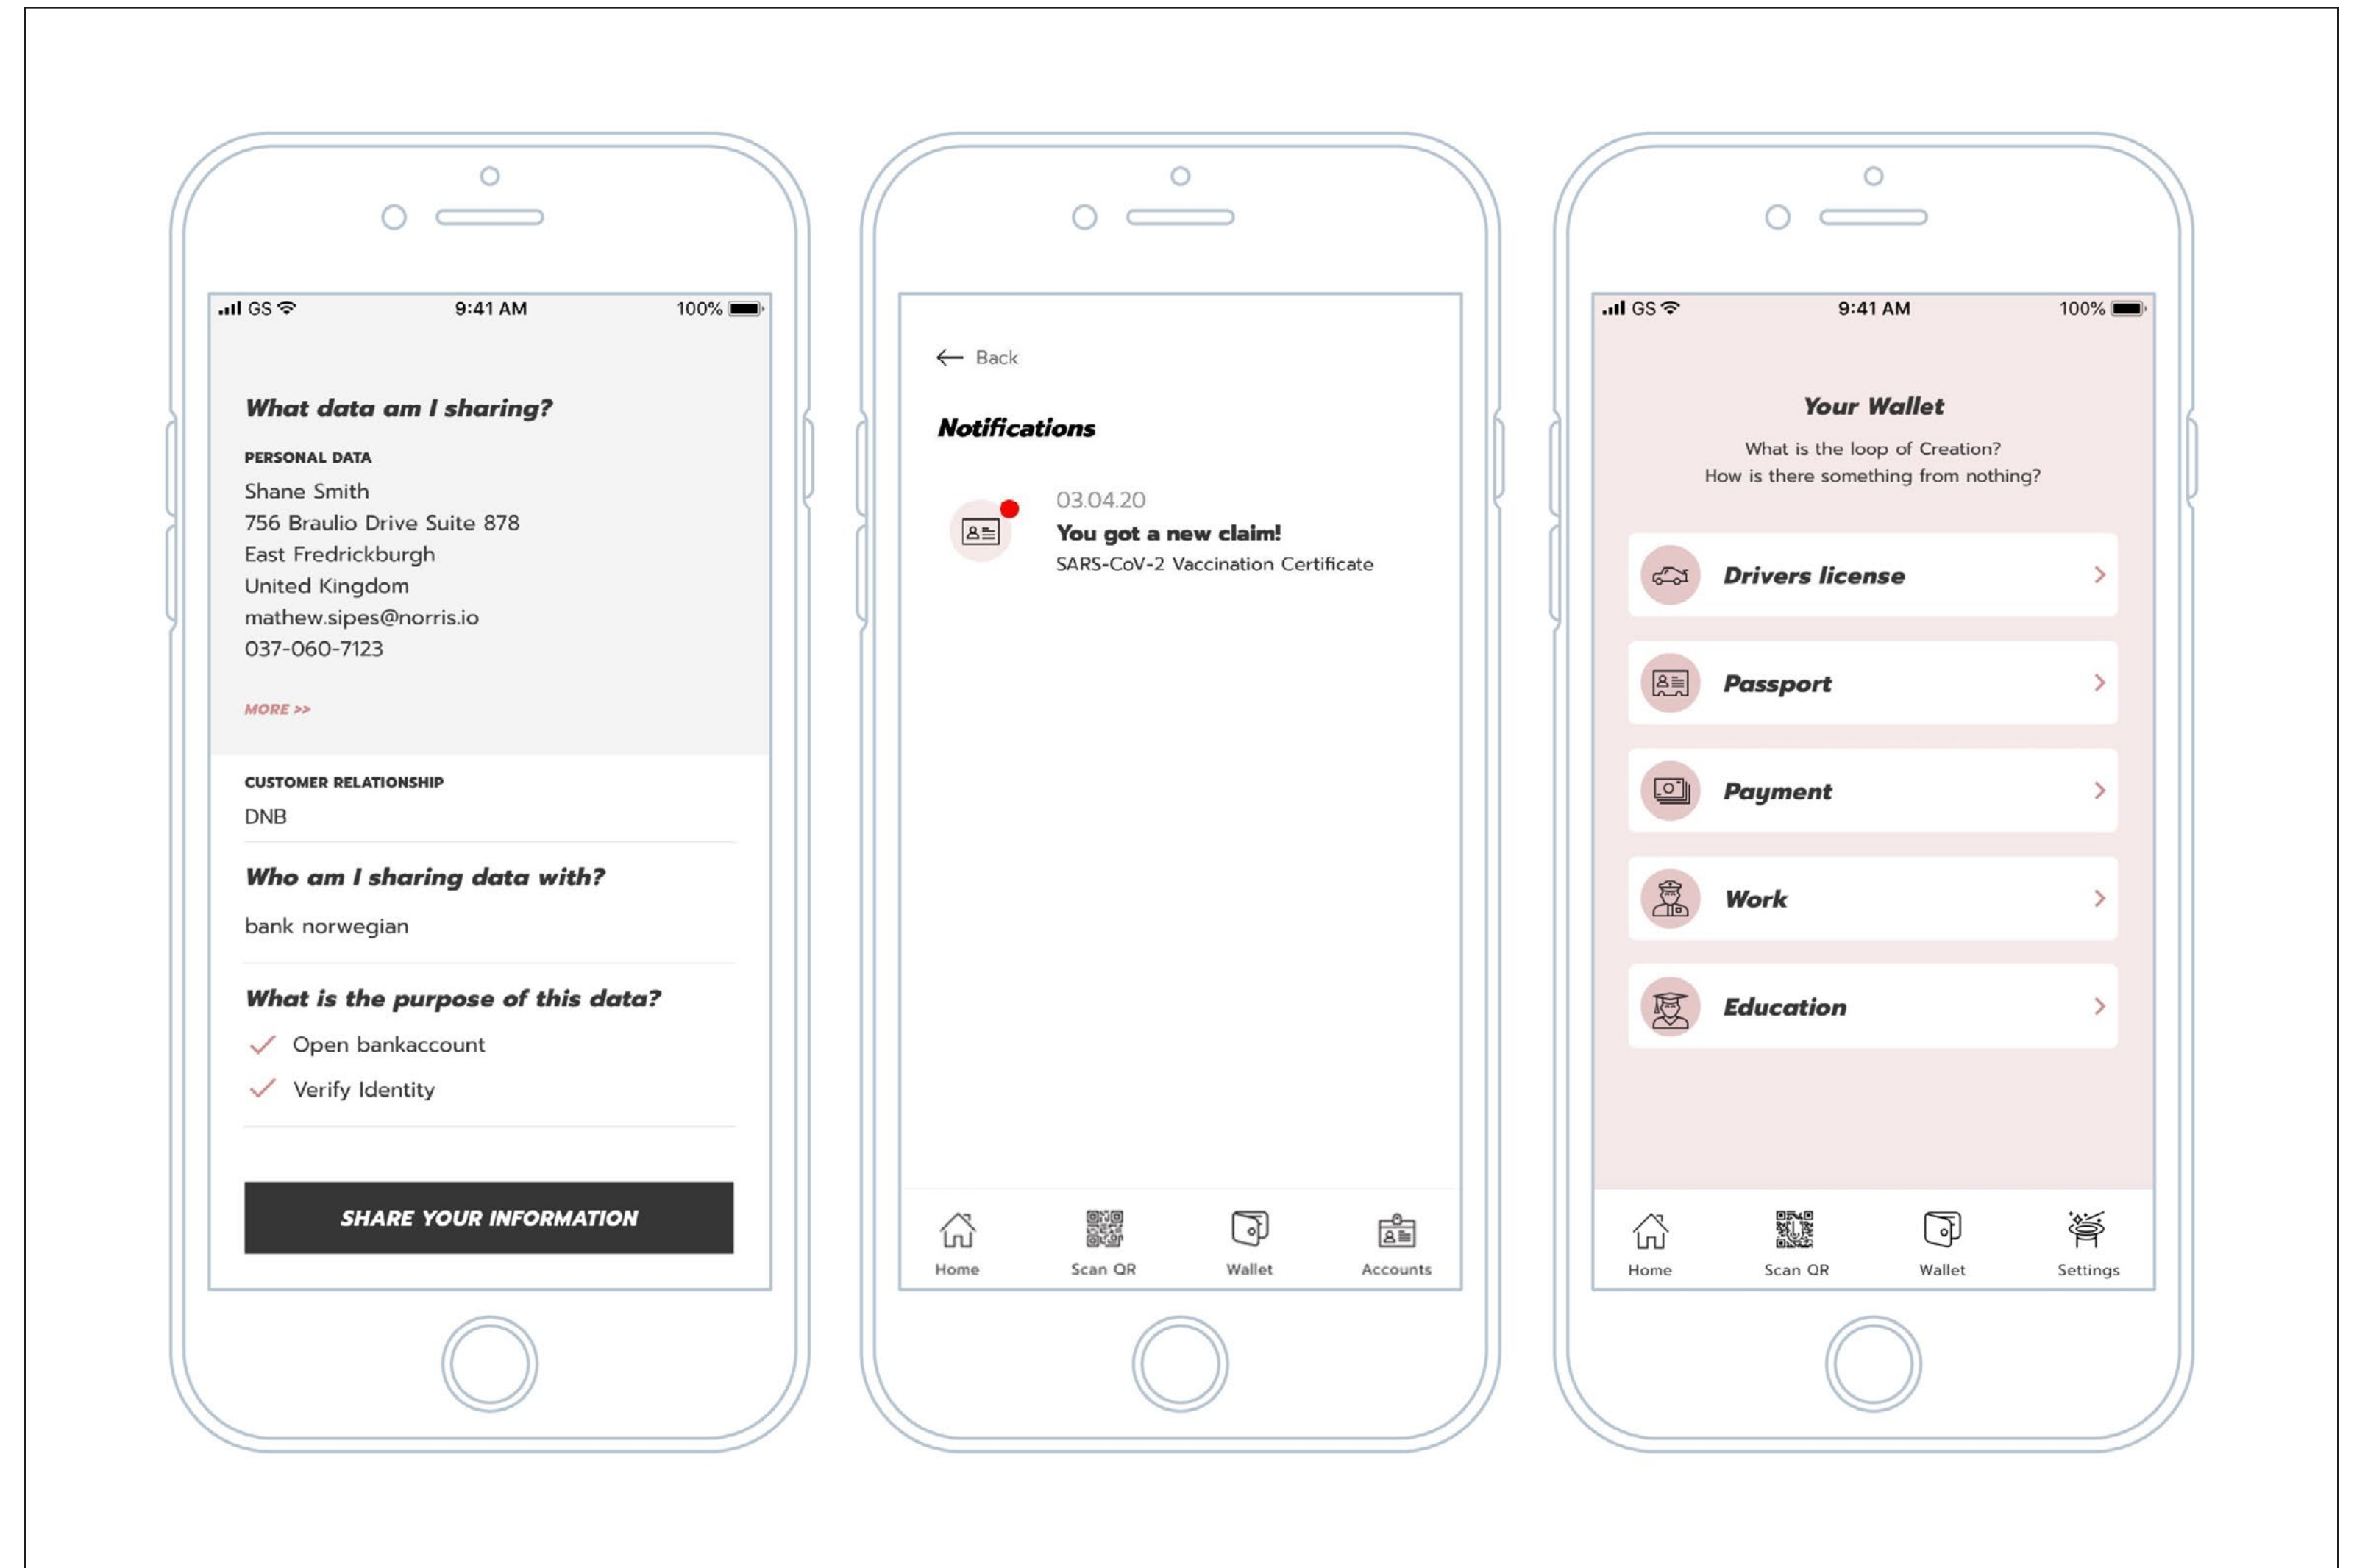 GS 9:41 AM 100%
What data am I sharing?
PERSONAL DATA
Shane Smith
756 Braulio Drive Suite 878
East Fredrickburgh
United Kingdom
mathew.sipes@norris.io
037-060-7123
MORE >>
CUSTOMER RELATIONSHIP
DNB
Who am I sharing data with?
bank norwegian
What is the purpose of this data?
Open bankaccount
Verify Identity
SHARE YOUR INFORMATION
Back
Notifications
03.04.20
You got a new claim!
SARS-CoV-2 Vaccination Certificate
Home Scan QR Wallet Accounts
GS 9:41 AM 100%
Your Wallet
What is the loop of Creation?
How is there something from nothing?
Drivers license
Passport
Payment
Work
Education
Home Scan QR Wallet Settings